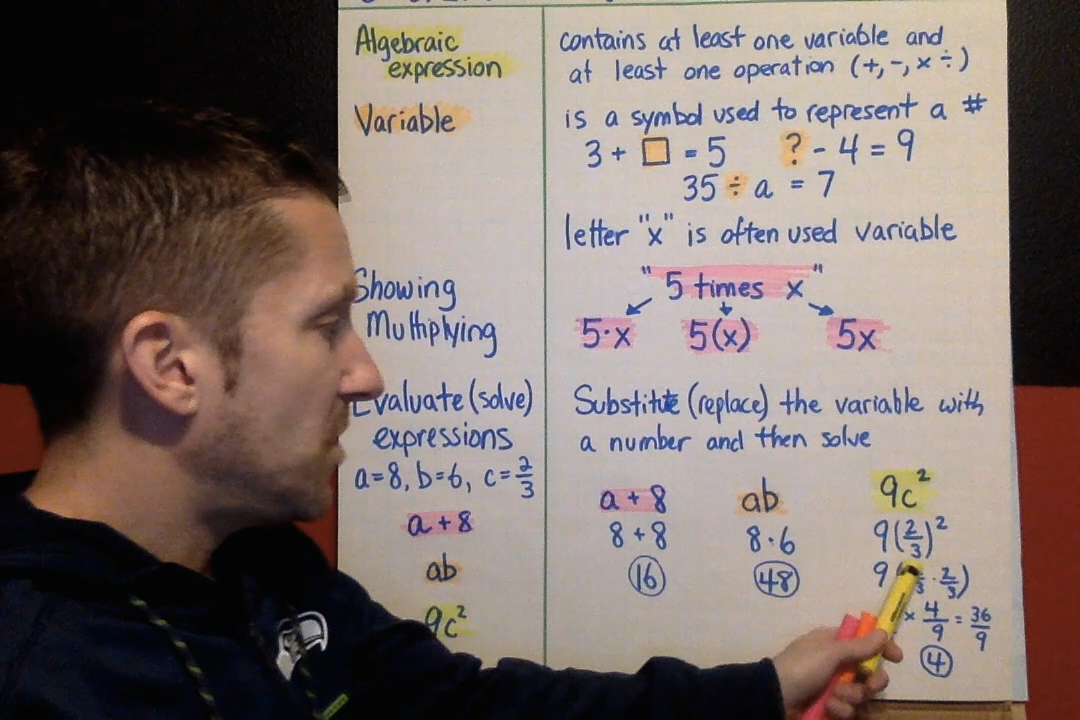 Algebraic
expression
contains at least one variable and
at least one operation (+, -, × ÷)
Variable
is a symbol used to represent a #
3 + □ = 5
? - 4 = 9
35 ÷ a = 7
letter "x" is often used variable
Showing
Multiplying
"5 times x"
5·x
5(x)
5x
Evaluate (solve)
expressions
a=8, b=6, c=2/3
a + 8
ab
9c²
Substitute (replace) the variable with
a number and then solve
a + 8
8 + 8
16
ab
8·6
48
9c²
9(2/3)²
9 · 2/3)
× 4/9 = 36/9
4